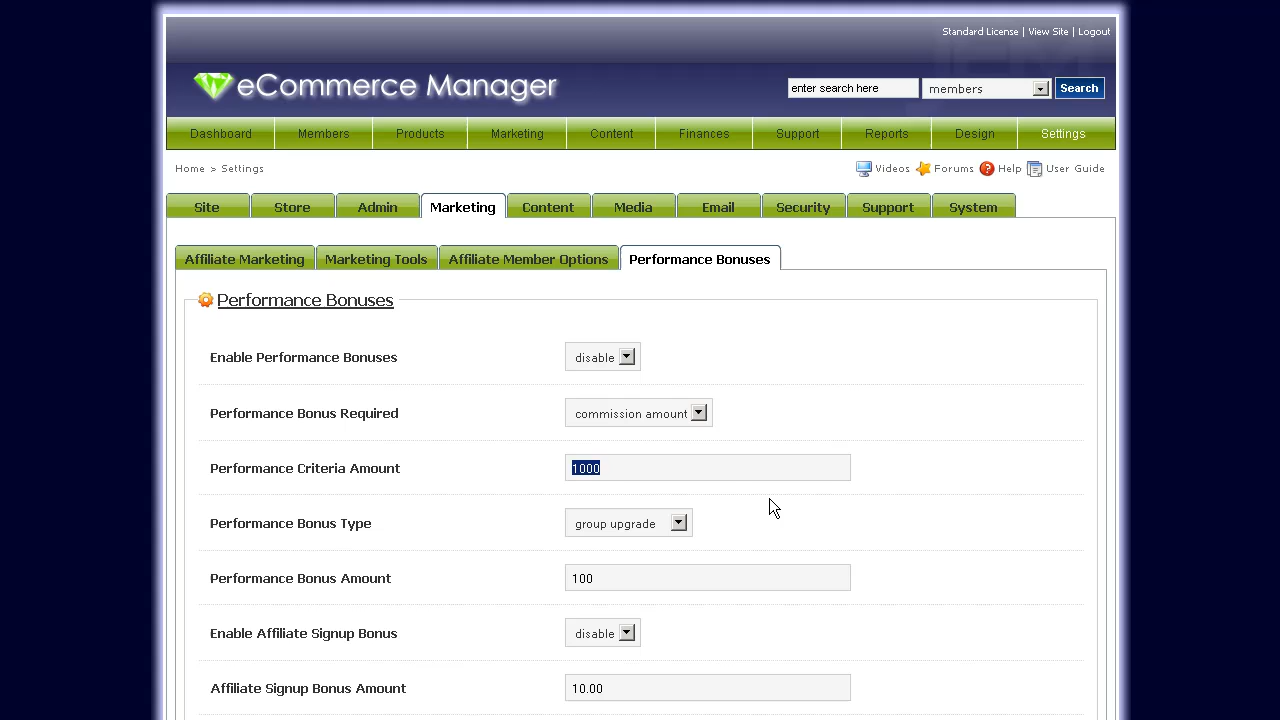 Standard License | View Site | Logout
eCommerce Manager
enter search here members Search
Dashboard Members Products Marketing Content Finances Support Reports Design Settings
Home > Settings Videos Forums Help User Guide
Site Store Admin Marketing Content Media Email Security Support System
Affiliate Marketing Marketing Tools Affiliate Member Options Performance Bonuses
Performance Bonuses
Enable Performance Bonuses disable
Performance Bonus Required commission amount
Performance Criteria Amount 1000
Performance Bonus Type group upgrade
Performance Bonus Amount 100
Enable Affiliate Signup Bonus disable
Affiliate Signup Bonus Amount 10.00